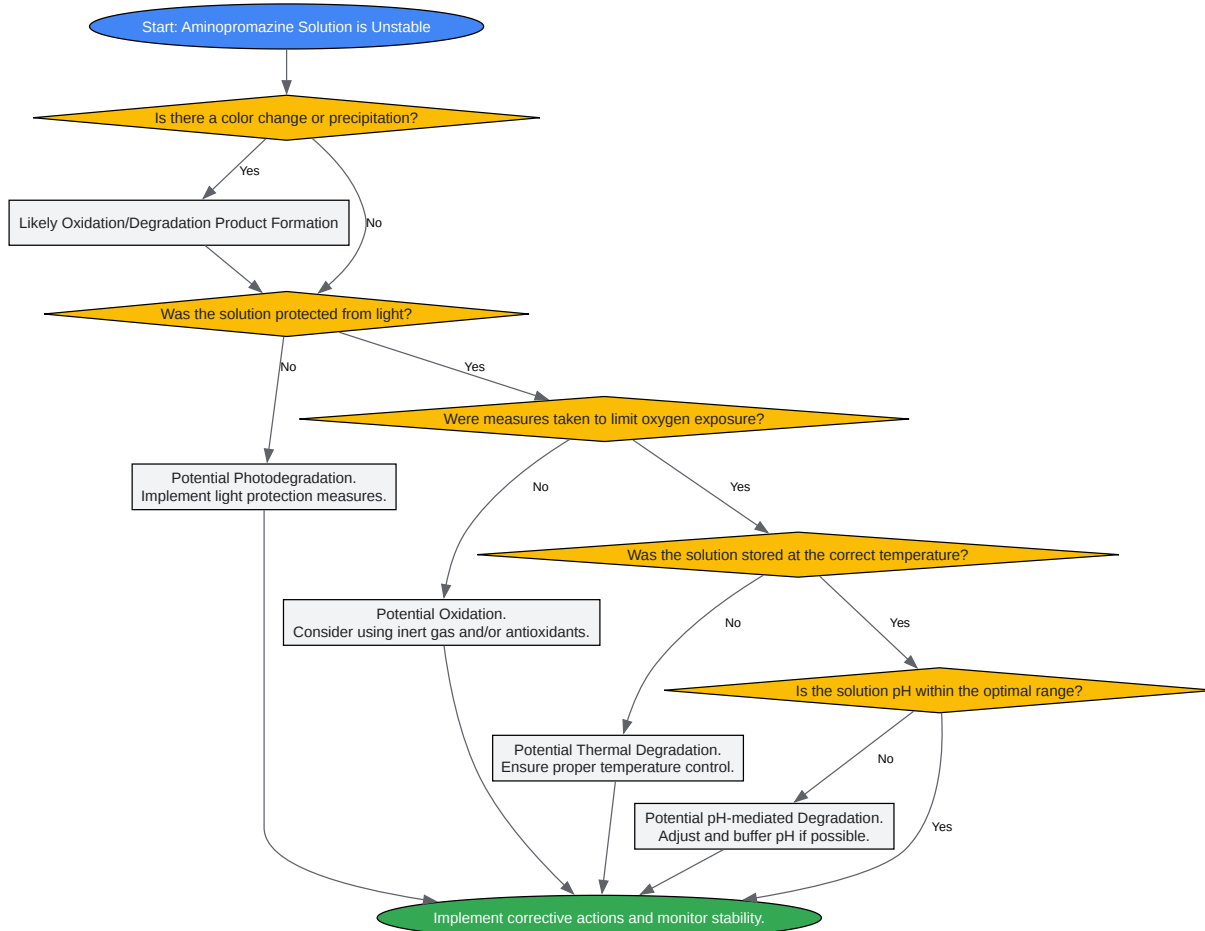 Start: Aminopromazine Solution is Unstable
Is there a color change or precipitation?
Yes
Likely Oxidation/Degradation Product Formation
No
Was the solution protected from light?
No
Yes
Were measures taken to limit oxygen exposure?
Potential Photodegradation.
Implement light protection measures.
No
Yes
Was the solution stored at the correct temperature?
Potential Oxidation.
Consider using inert gas and/or antioxidants.
No
Yes
Is the solution pH within the optimal range?
Potential Thermal Degradation.
Ensure proper temperature control.
No
Potential pH-mediated Degradation.
Adjust and buffer pH if possible.
Yes
Implement corrective actions and monitor stability.